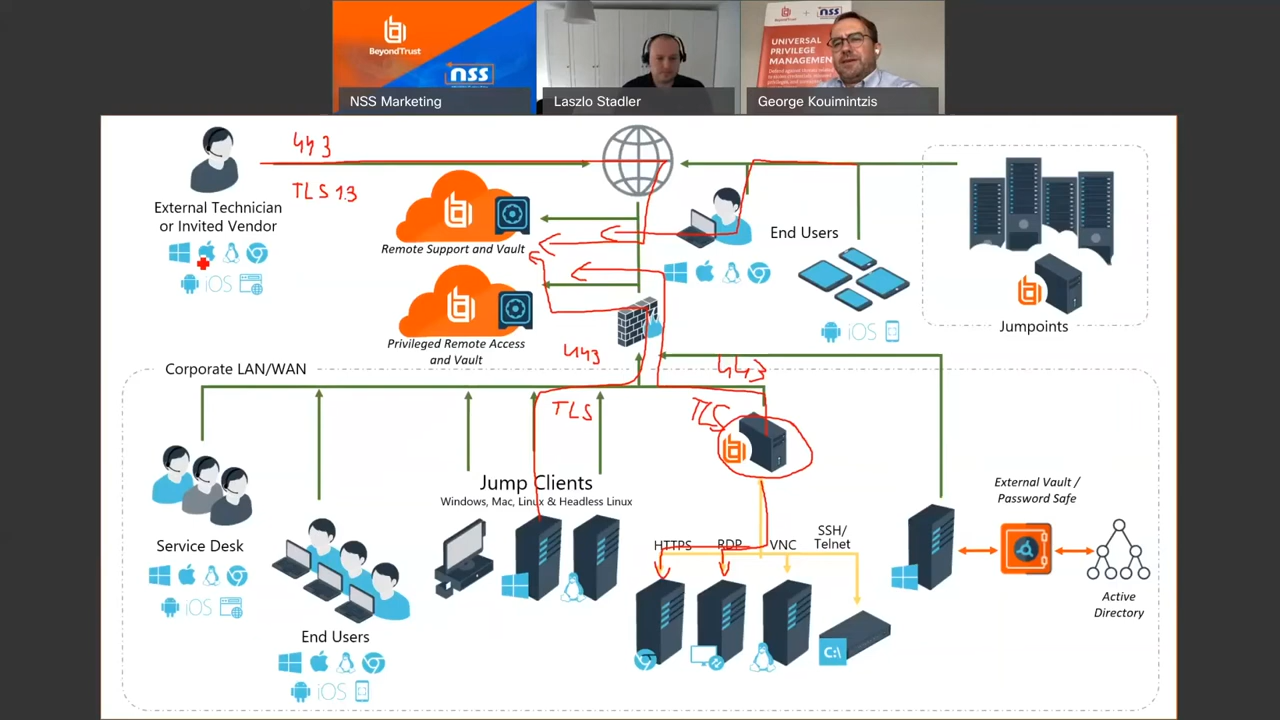 BeyondTrust
nss
NSS Marketing
Laszlo Stadler
BeyondTrust + nss
UNIVERSAL
PRIVILEGE
MANAGEMENT
George Kouimintzis
443
TLS 1.3
External Technician
or Invited Vendor
iOS
Remote Support and Vault
Privileged Remote Access
and Vault
End Users
iOS
Jumpoints
443
443
Corporate LAN/WAN
TLS
TLS
Service Desk
iOS
End Users
iOS
Jump Clients
Windows, Mac, Linux & Headless Linux
HTTPS
RDP
VNC
SSH/
Telnet
C:\
External Vault /
Password Safe
Active
Directory